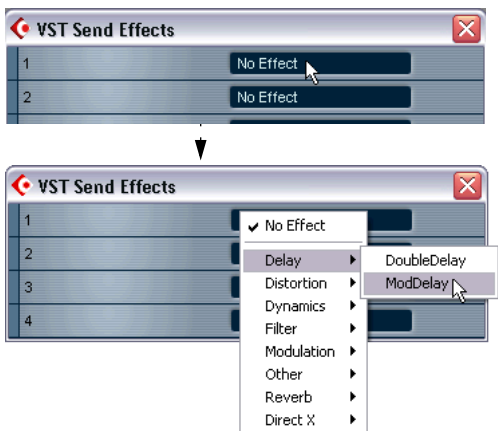 VST Send Effects
1 No Effect
2 No Effect
VST Send Effects
1
2
3
4
No Effect
Delay
Distortion
Dynamics
Filter
Modulation
Other
Reverb
Direct X
DoubleDelay
ModDelay